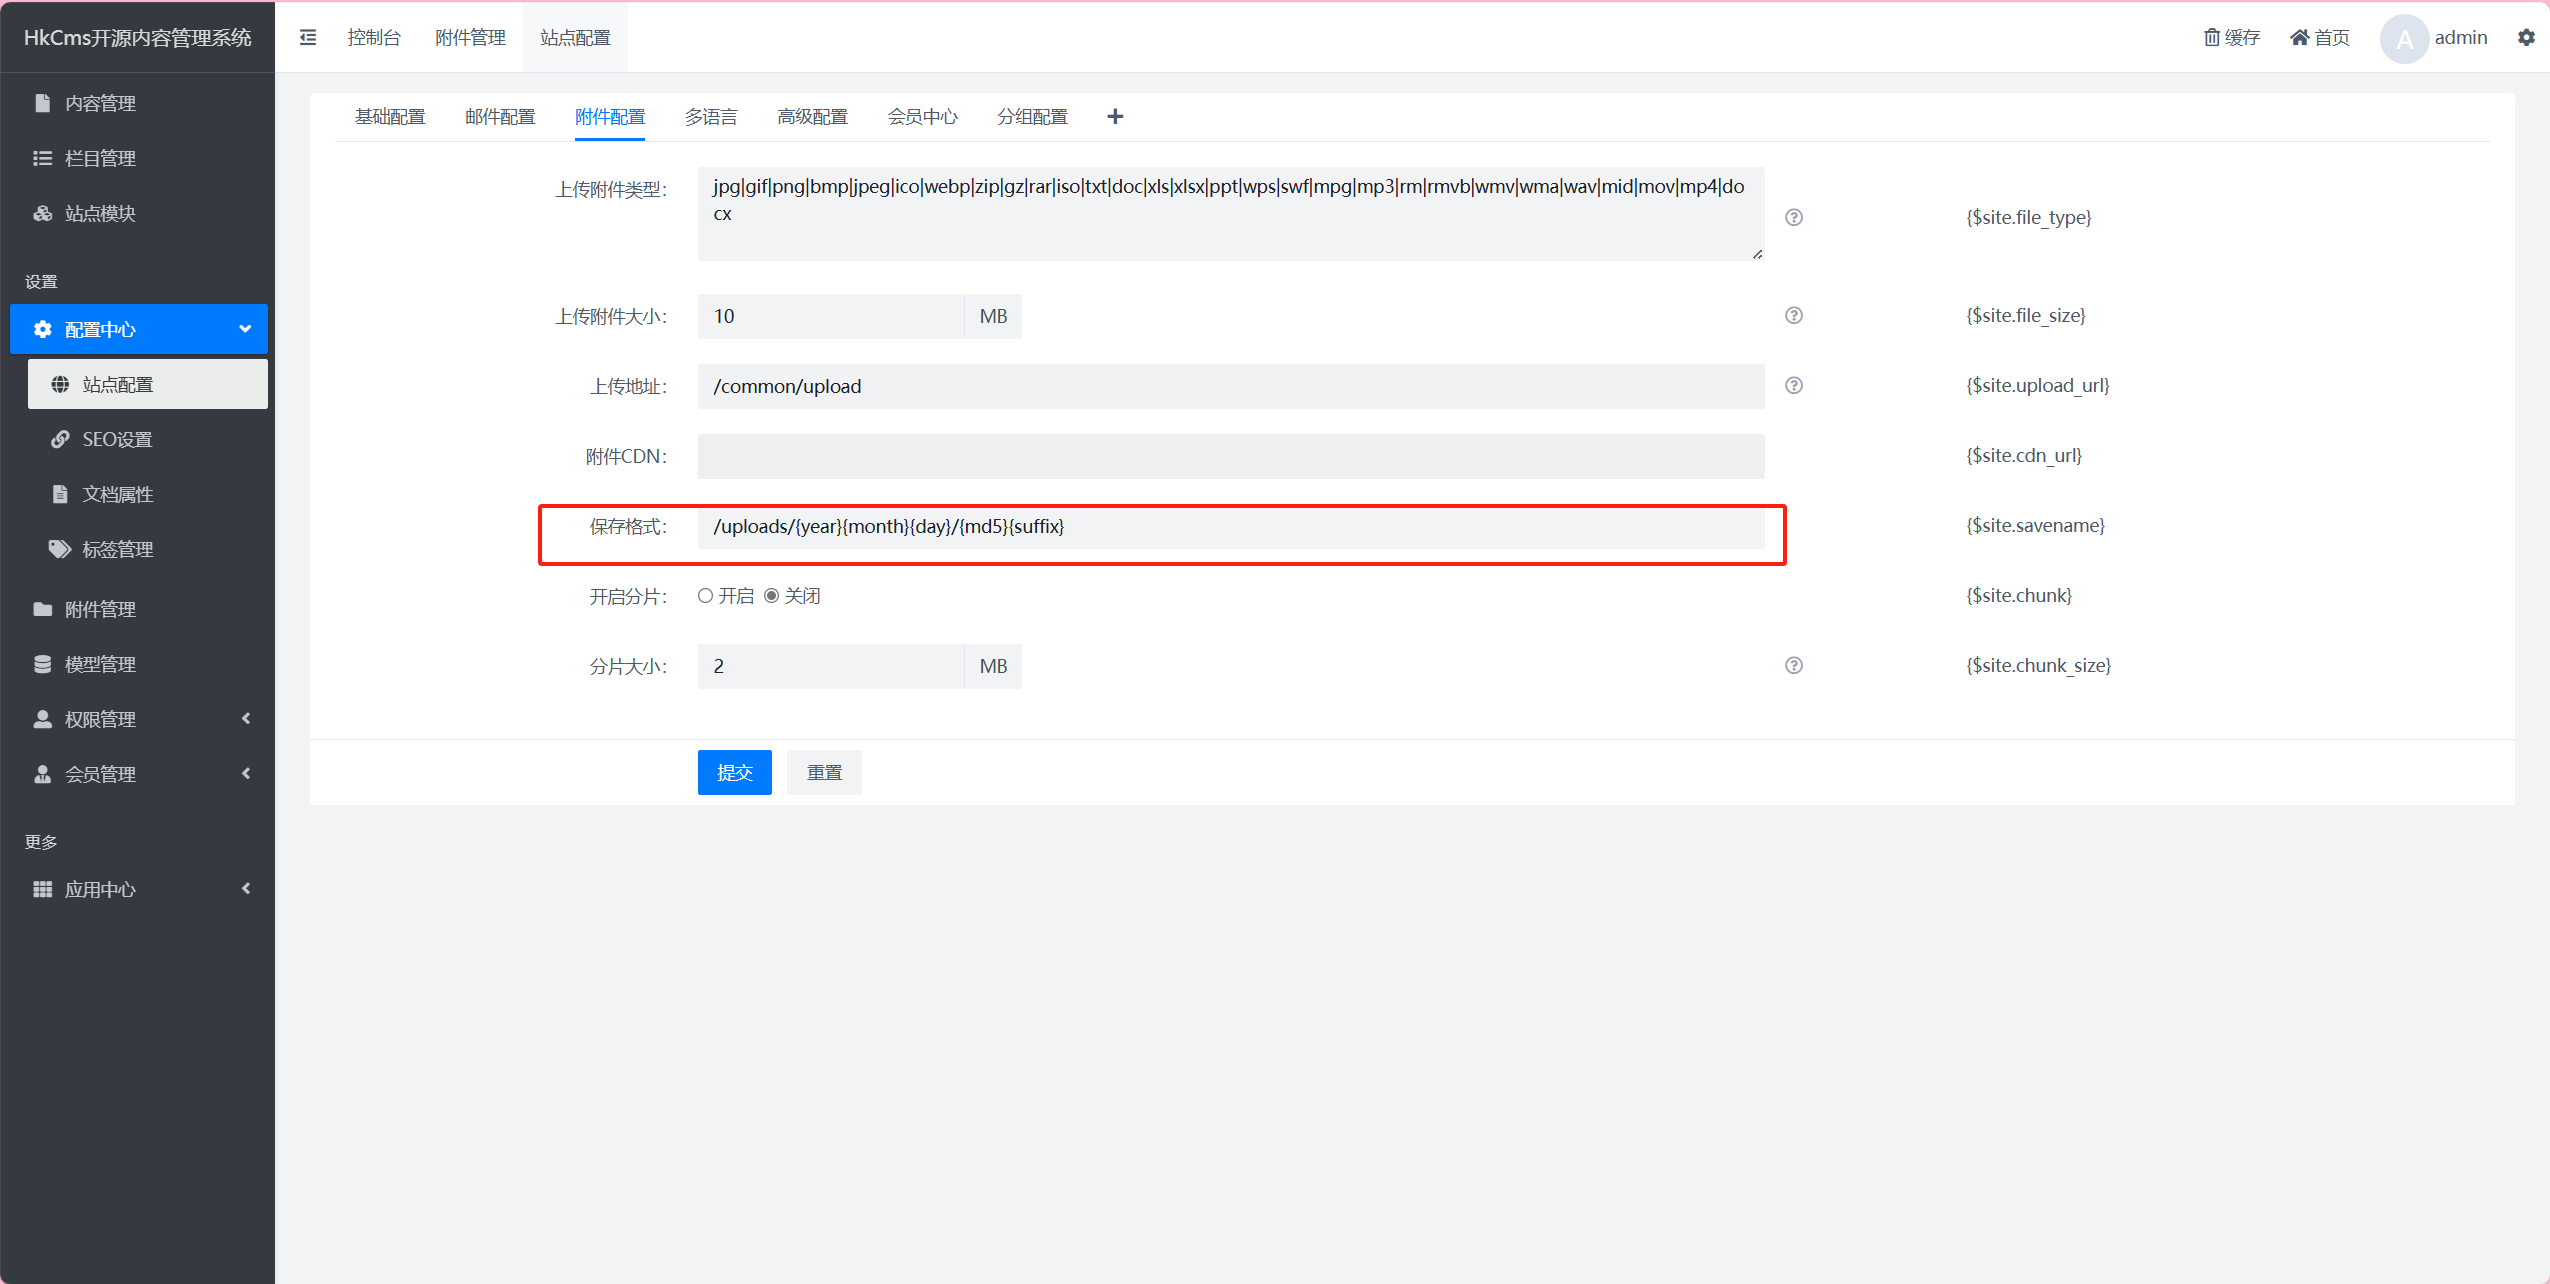 HkCms开源内容管理系统
控制台 附件管理 站点配置 缓存 首页 A admin
内容管理
栏目管理
站点模块
设置
配置中心
站点配置
SEO设置
文档属性
标签管理
附件管理
模型管理
权限管理
会员管理
更多
应用中心
基础配置 邮件配置 附件配置 多语言 高级配置 会员中心 分组配置
上传附件类型: jpg|gif|png|bmp|jpeg|ico|webp|zip|gz|rar|iso|txt|doc|xls|xlsx|ppt|wps|swf|mpg|mp3|rm|rmvb|wmv|wma|wav|mid|mov|mp4|do
cx
{$site.file_type}
上传附件大小: 10 MB {$site.file_size}
上传地址: /common/upload {$site.upload_url}
附件CDN: {$site.cdn_url}
保存格式: /uploads/{year}{month}{day}/{md5}{suffix} {$site.savename}
开启分片: 开启 关闭 {$site.chunk}
分片大小: 2 MB {$site.chunk_size}
提交 重置